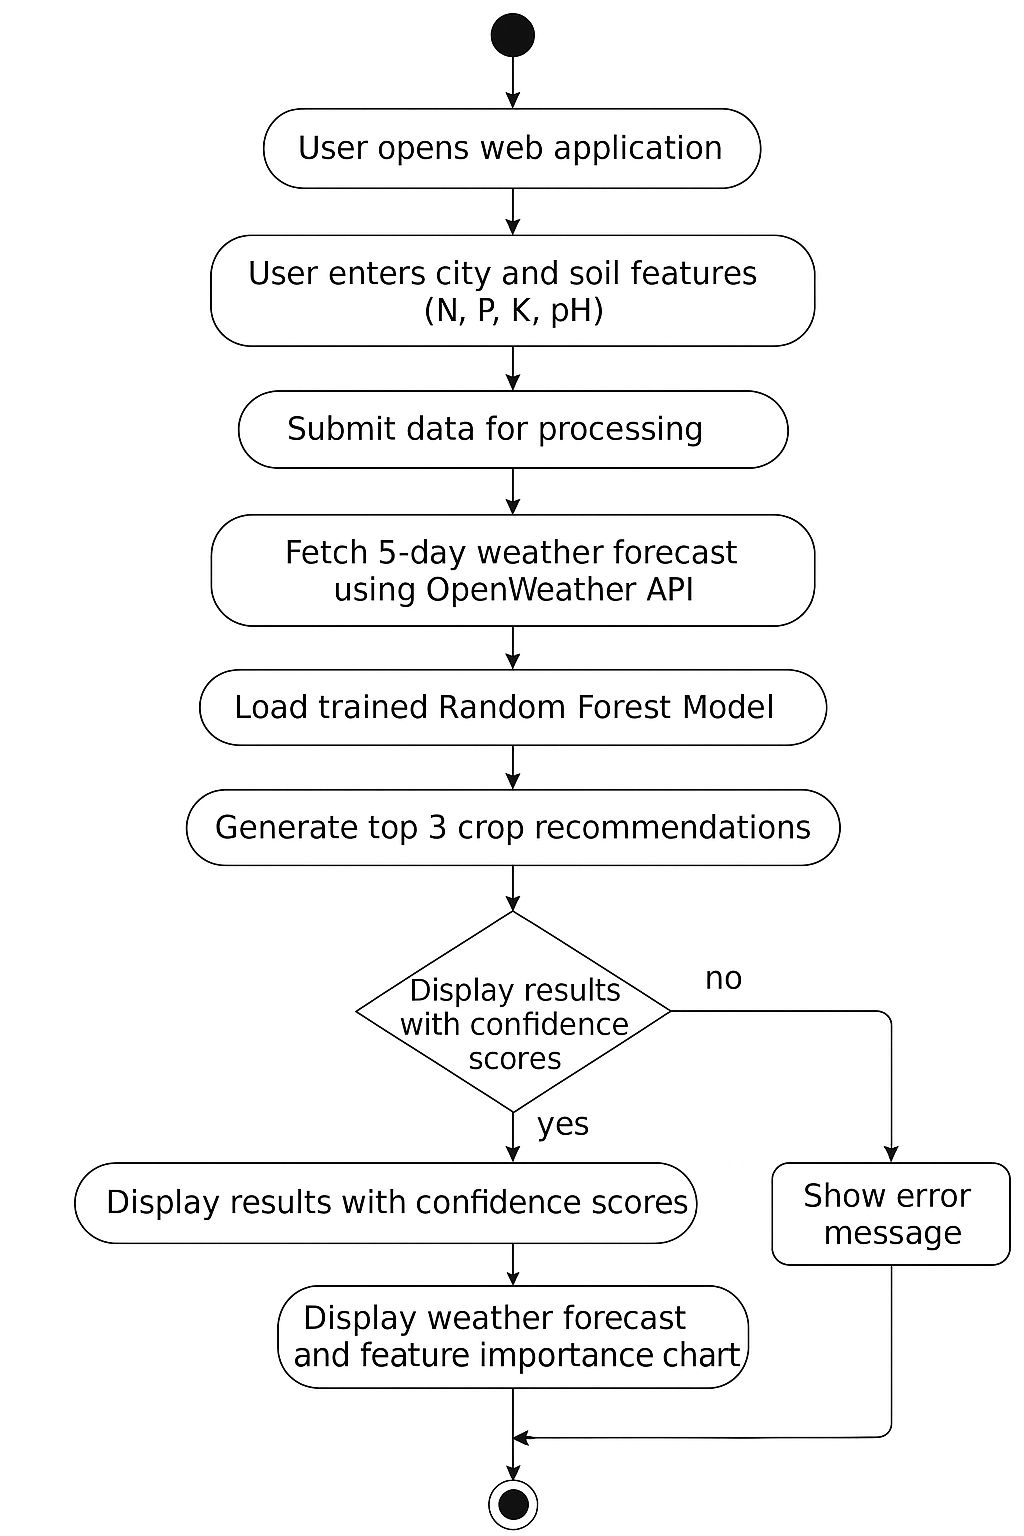 User opens web application
User enters city and soil features
(N, P, K, pH)
Submit data for processing
Fetch 5-day weather forecast
using OpenWeather API
Load trained Random Forest Model
Generate top 3 crop recommendations
Display results
with confidence
scores
no
yes
Display results with confidence scores
Show error
message
Display weather forecast
and feature importance chart